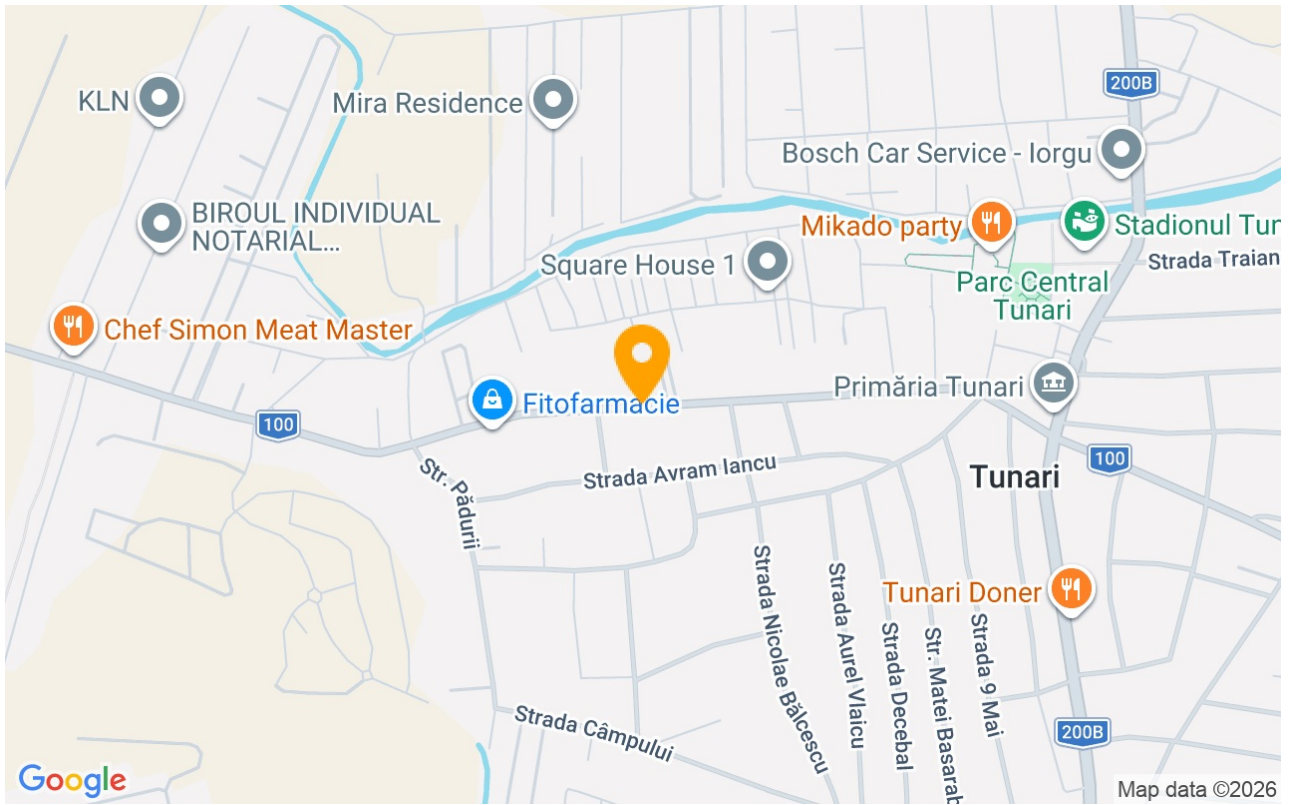 200B
KLN
Mira Residence
Bosch Car Service - Iorgu
BIROUL INDIVIDUAL
NOTARIAL...
Mikado party
Stadionul Tun
Square House 1
Strada Traian
Parc Central
Tunari
Chef Simon Meat Master
Primăria Tunari
Fitofarmacie
100
100
Strada Avram Iancu
Tunari
Str. Pădurii
Tunari Doner
Strada Nicolae Bălcescu
Strada Aurel Vlaicu
Strada Decebal
Str. Matei Basarab
Strada 9 Mai
Strada Câmpului
200B
Google
Map data ©2026